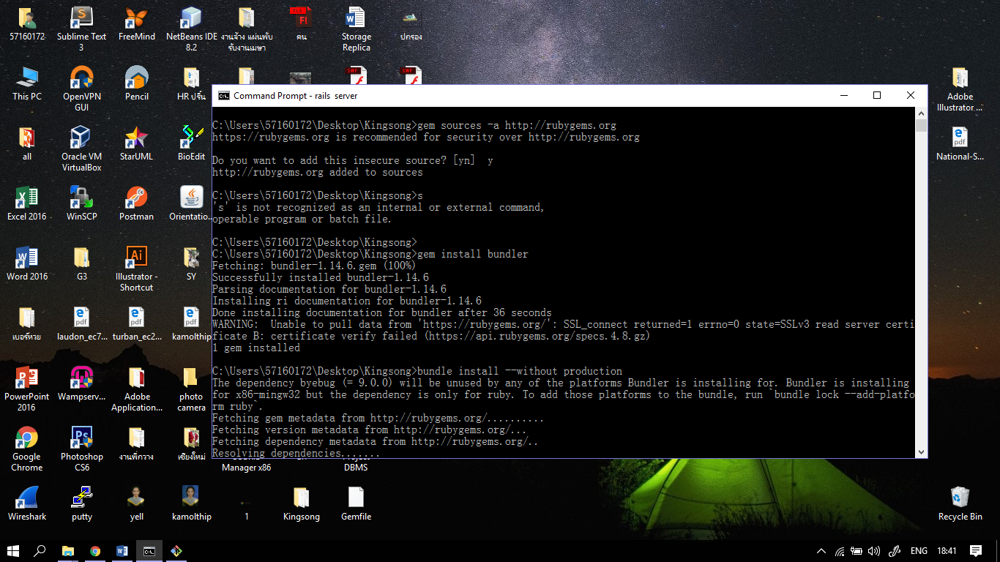 57160172
Sublime Text
3
FreeMind
NetBeans IDE
8.2
งานจ้าง แผ่นพับ
รับงานเมษา
FLA
Fl
คน
Storage
Replica
ปกรอง
This PC
OpenVPN
GUI
Pencil
HR ปริ้น
SWF
SWF
Adobe
Illustrator ...
all
Oracle VM
VirtualBox
StarUML
BioEdit
pdf
National-S...
Excel 2016
WinSCP
Postman
Orientatio...
Word 2016
G3
Ai
Illustrator -
Shortcut
SY
เบอร์หวย
pdf
laudon_ec7...
pdf
turban_ec2...
pdf
kamolthip
PowerPoint
2016
Wampserv...
Adobe
Application...
photo
camera
Google
Chrome
Ps
Photoshop
CS6
งานพี่กวาง
เชียงใหม่
Manager x86
DBMS
Wireshark
putty
yell
kamolthip
1
Kingsong
Gemfile
Recycle Bin
Command Prompt - rails  server
C:\Users\57160172\Desktop\Kingsong>gem sources -a http://rubygems.org
https://rubygems.org is recommended for security over http://rubygems.org
Do you want to add this insecure source? [yn]  y
http://rubygems.org added to sources
C:\Users\57160172\Desktop\Kingsong>s
's' is not recognized as an internal or external command,
operable program or batch file.
C:\Users\57160172\Desktop\Kingsong>
C:\Users\57160172\Desktop\Kingsong>gem install bundler
Fetching: bundler-1.14.6.gem (100%)
Successfully installed bundler-1.14.6
Parsing documentation for bundler-1.14.6
Installing ri documentation for bundler-1.14.6
Done installing documentation for bundler after 36 seconds
WARNING:  Unable to pull data from 'https://rubygems.org/': SSL_connect returned=1 errno=0 state=SSLv3 read server certi
ficate B: certificate verify failed (https://api.rubygems.org/specs.4.8.gz)
1 gem installed
C:\Users\57160172\Desktop\Kingsong>bundle install --without production
The dependency byebug (= 9.0.0) will be unused by any of the platforms Bundler is installing for. Bundler is installing
for x86-mingw32 but the dependency is only for ruby. To add those platforms to the bundle, run `bundle lock --add-platfo
rm ruby`.
Fetching gem metadata from http://rubygems.org/..........
Fetching version metadata from http://rubygems.org/...
Fetching dependency metadata from http://rubygems.org/..
Resolving dependencies.......
ENG
18:41